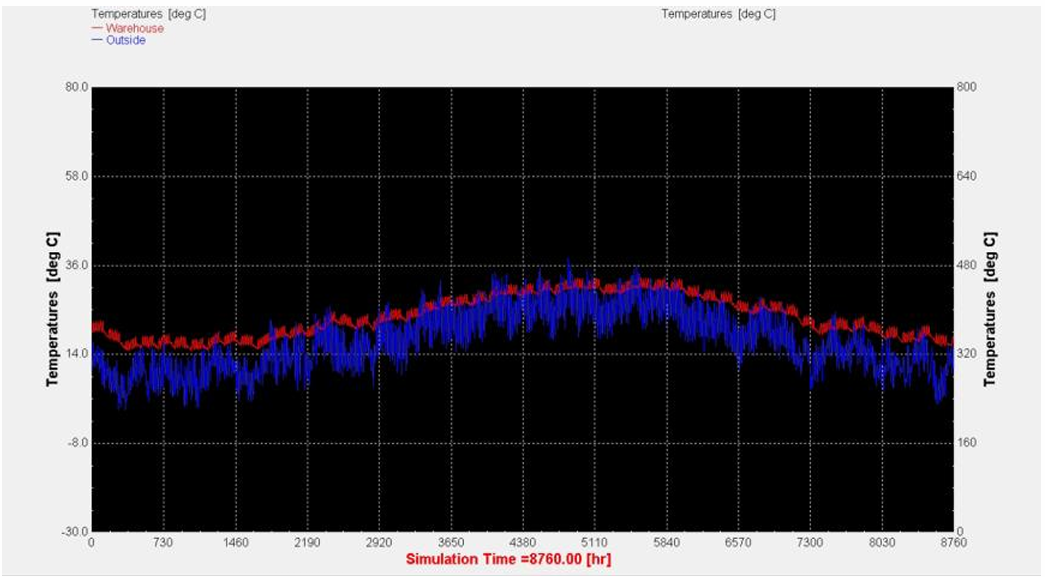 Temperatures [deg C]
Warehouse
Outside
Temperatures [deg C]
80.0
58.0
36.0
14.0
-8.0
-30.0
Temperatures [deg C]
800
640
480
320
160
0
Temperatures [deg C]
0 730 1460 2190 2920 3650 4380 5110 5840 6570 7300 8030 8760
Simulation Time =8760.00 [hr]